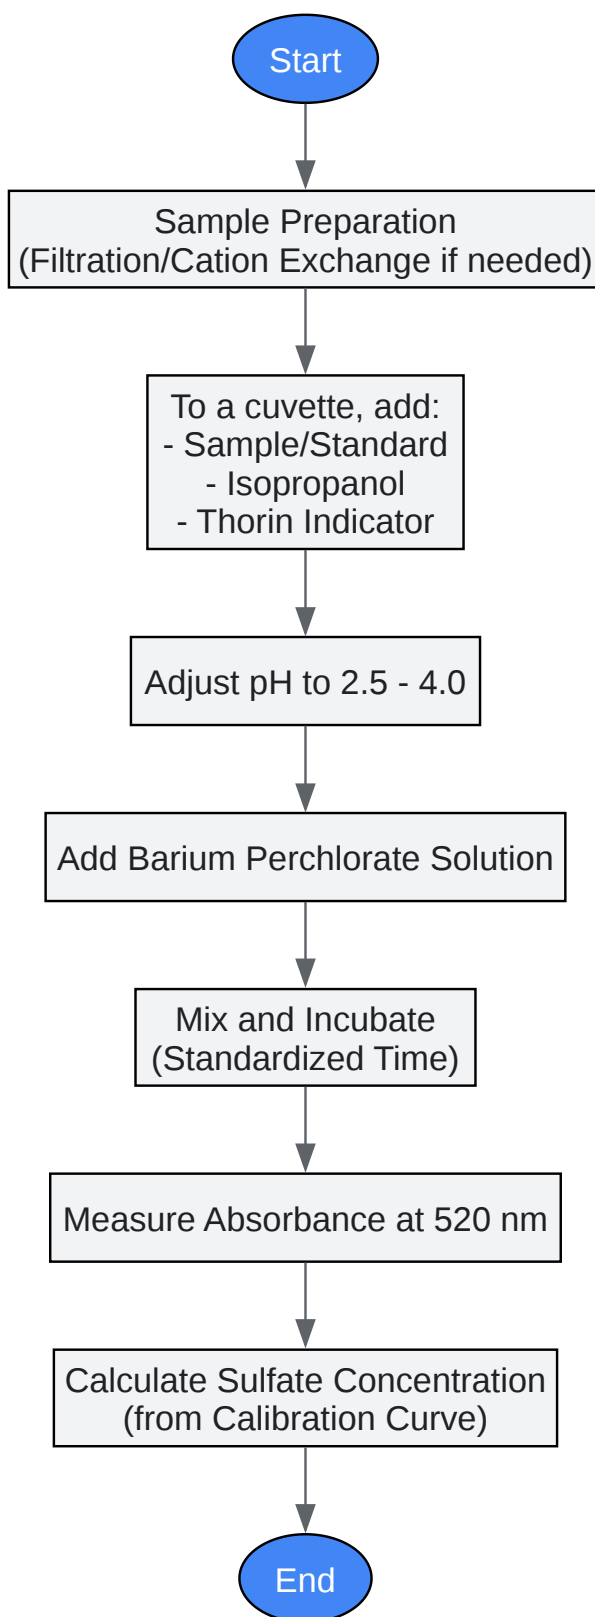 Start
Sample Preparation
(Filtration/Cation Exchange if needed)
To a cuvette, add:
- Sample/Standard
- Isopropanol
- Thorin Indicator
Adjust pH to 2.5 - 4.0
Add Barium Perchlorate Solution
Mix and Incubate
(Standardized Time)
Measure Absorbance at 520 nm
Calculate Sulfate Concentration
(from Calibration Curve)
End